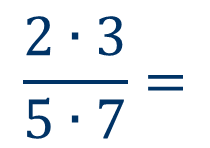 2 · 3
5 · 7 =